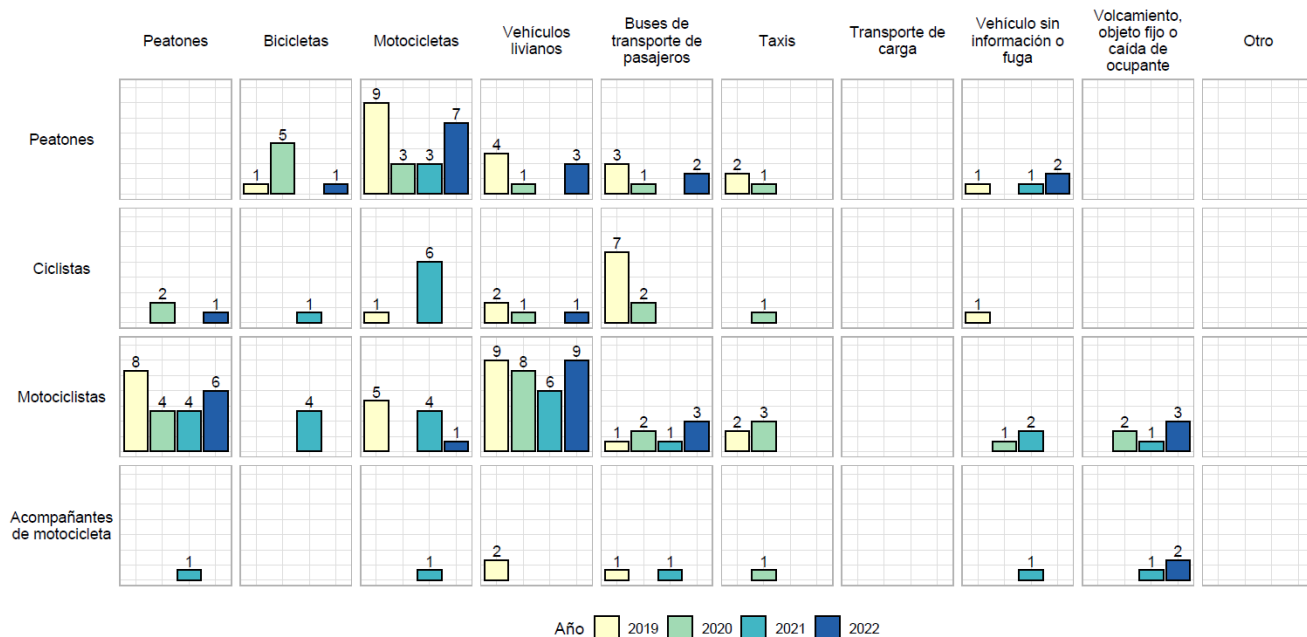 Peatones
Bicicletas
Motocicletas
Vehículos
livianos
Buses de
transporte de
pasajeros
Taxis
Transporte de
carga
Vehículo sin
información o
fuga
Volcamiento,
objeto fijo o
caída de
ocupante
Otro
Peatones
1 5 1
9 3 3 7
4 1 3
3 1 2
2 1
1 1 2
Ciclistas
2 1
1
1 6
2 1 1
7 2
1
1
Motociclistas
8 4 4 6
4
5 4 1
9 8 6 9
1 2 1 3
2 3
1 2
2 1 3
Acompañantes
de motocicleta
1
1
2
1 1
1
1
1 2
Año 2019 2020 2021 2022